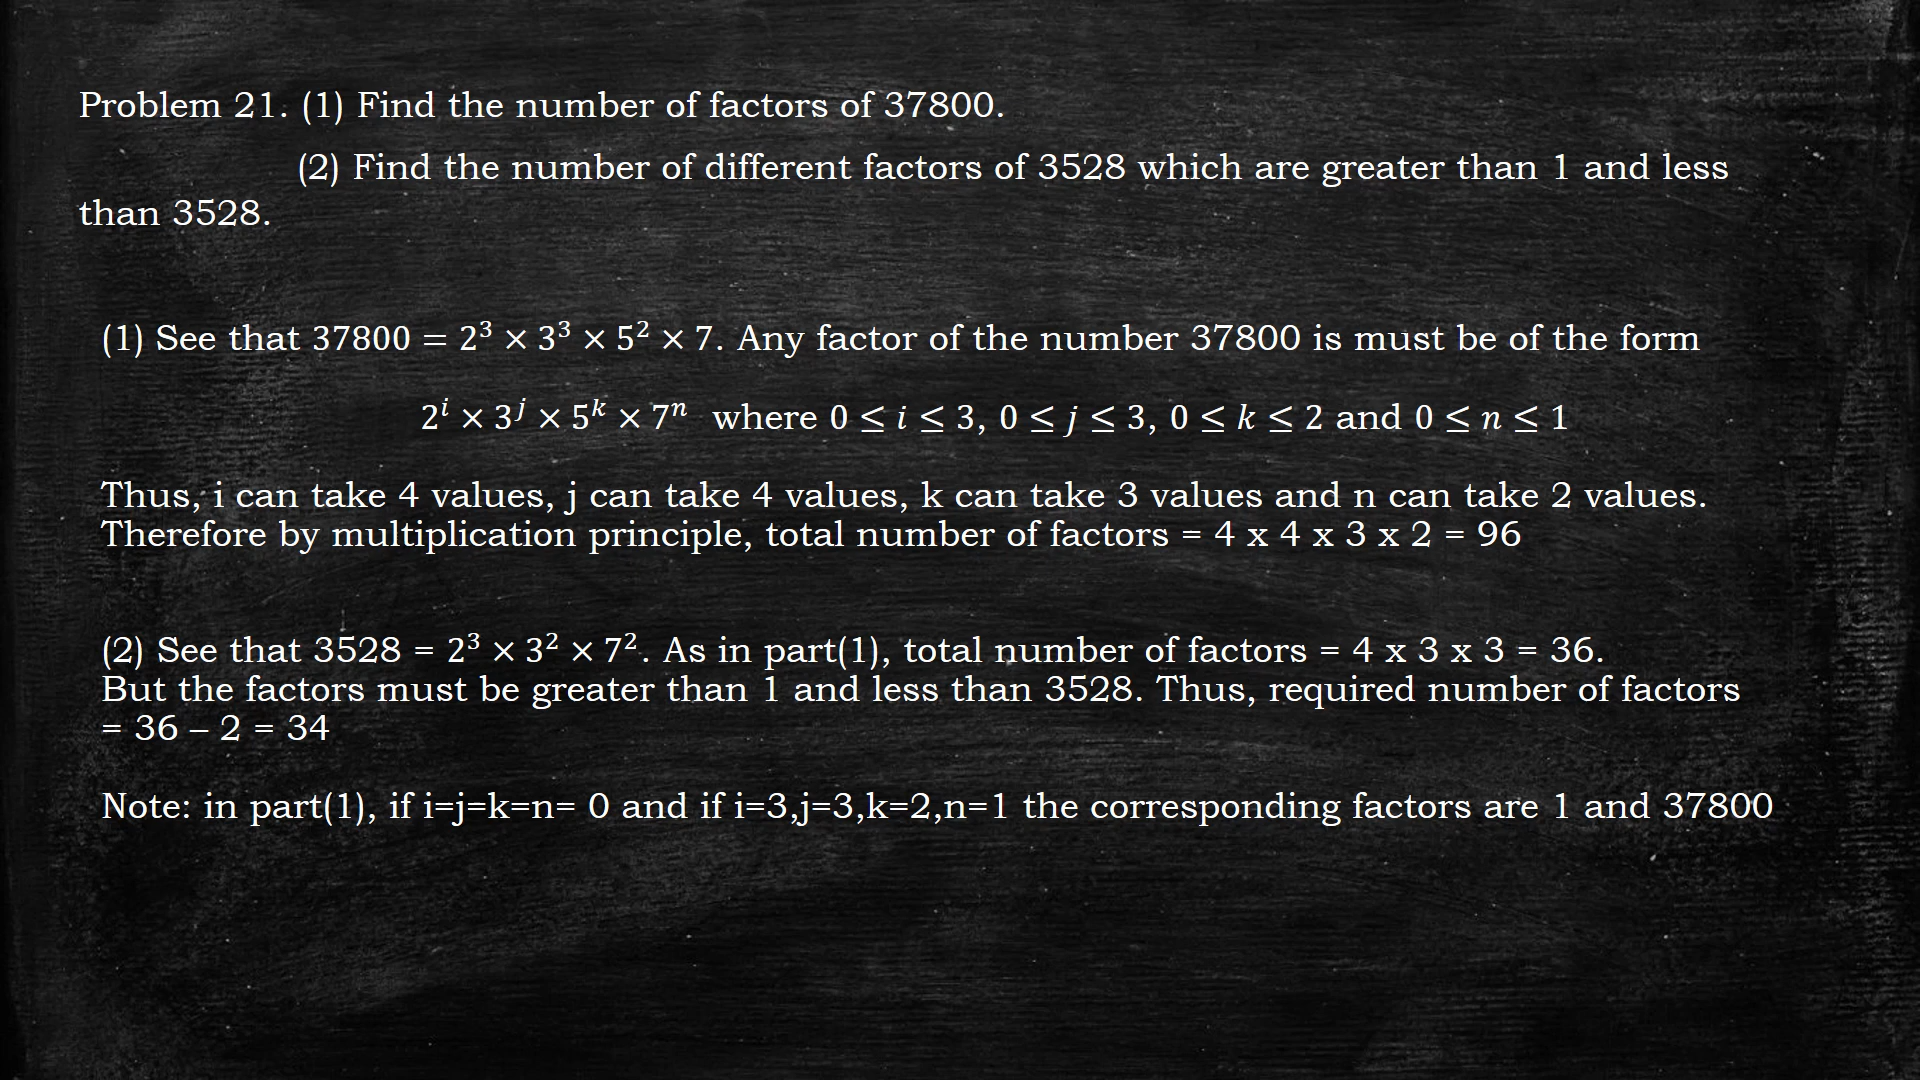 Problem 21. (1) Find the number of factors of 37800.
(2) Find the number of different factors of 3528 which are greater than 1 and less
than 3528.
(1) See that 37800 = 2³ × 3³ × 5² × 7. Any factor of the number 37800 is must be of the form
2ⁱ × 3ʲ × 5ᵏ × 7ⁿ where 0 ≤ i ≤ 3, 0 ≤ j ≤ 3, 0 ≤ k ≤ 2 and 0 ≤ n ≤ 1
Thus, i can take 4 values, j can take 4 values, k can take 3 values and n can take 2 values.
Therefore by multiplication principle, total number of factors = 4 x 4 x 3 x 2 = 96
(2) See that 3528 = 2³ × 3² × 7². As in part(1), total number of factors = 4 x 3 x 3 = 36.
But the factors must be greater than 1 and less than 3528. Thus, required number of factors
= 36 – 2 = 34
Note: in part(1), if i=j=k=n= 0 and if i=3,j=3,k=2,n=1 the corresponding factors are 1 and 37800